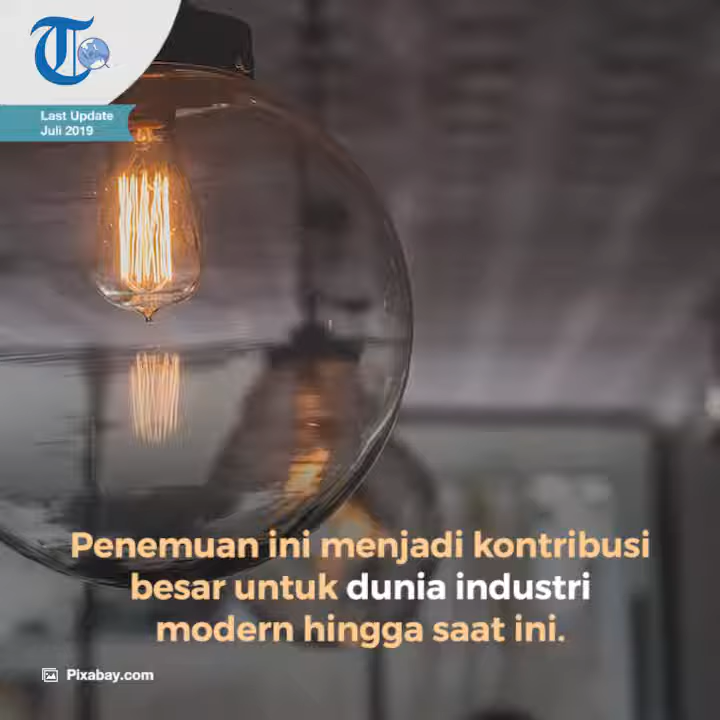 T
Last Update
Juli 2019
Penemuan ini menjadi kontribusi
besar untuk dunia industri
modern hingga saat ini.
Pixabay.com